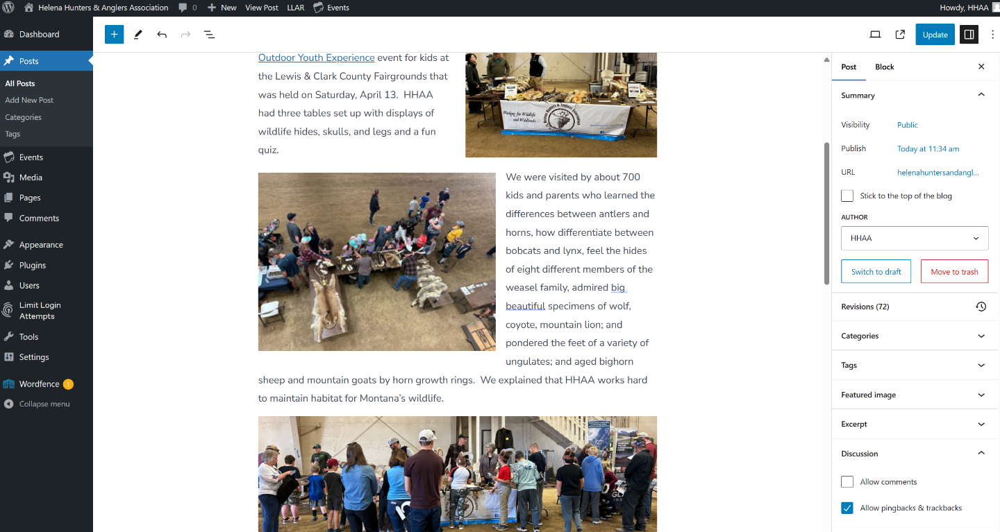 Helena Hunters & Anglers Association 0 New View Post LLAR Events Howdy, HHAA
Dashboard
Posts
All Posts
Add New Post
Categories
Tags
Events
Media
Pages
Comments
Appearance
Plugins
Users
Limit Login
Attempts
Tools
Settings
Wordfence 1
Collapse menu
Update
Outdoor Youth Experience event for kids at
the Lewis & Clark County Fairgrounds that
was held on Saturday, April 13.  HHAA
had three tables set up with displays of
wildlife hides, skulls, and legs and a fun
quiz.
Working for Wildlife
and Wildlands
Helena Hunters & Anglers Association
We were visited by about 700
kids and parents who learned the
differences between antlers and
horns, how differentiate between
bobcats and lynx, feel the hides
of eight different members of the
weasel family, admired big
beautiful specimens of wolf,
coyote, mountain lion; and
pondered the feet of a variety of
ungulates; and aged bighorn
sheep and mountain goats by horn growth rings.  We explained that HHAA works hard
to maintain habitat for Montana’s wildlife.
Post Block
Summary
Visibility Public
Publish Today at 11:34 am
URL helenahuntersandangl...
Stick to the top of the blog
AUTHOR
HHAA
Switch to draft Move to trash
Revisions (72)
Categories
Tags
Featured image
Excerpt
Discussion
Allow comments
Allow pingbacks & trackbacks